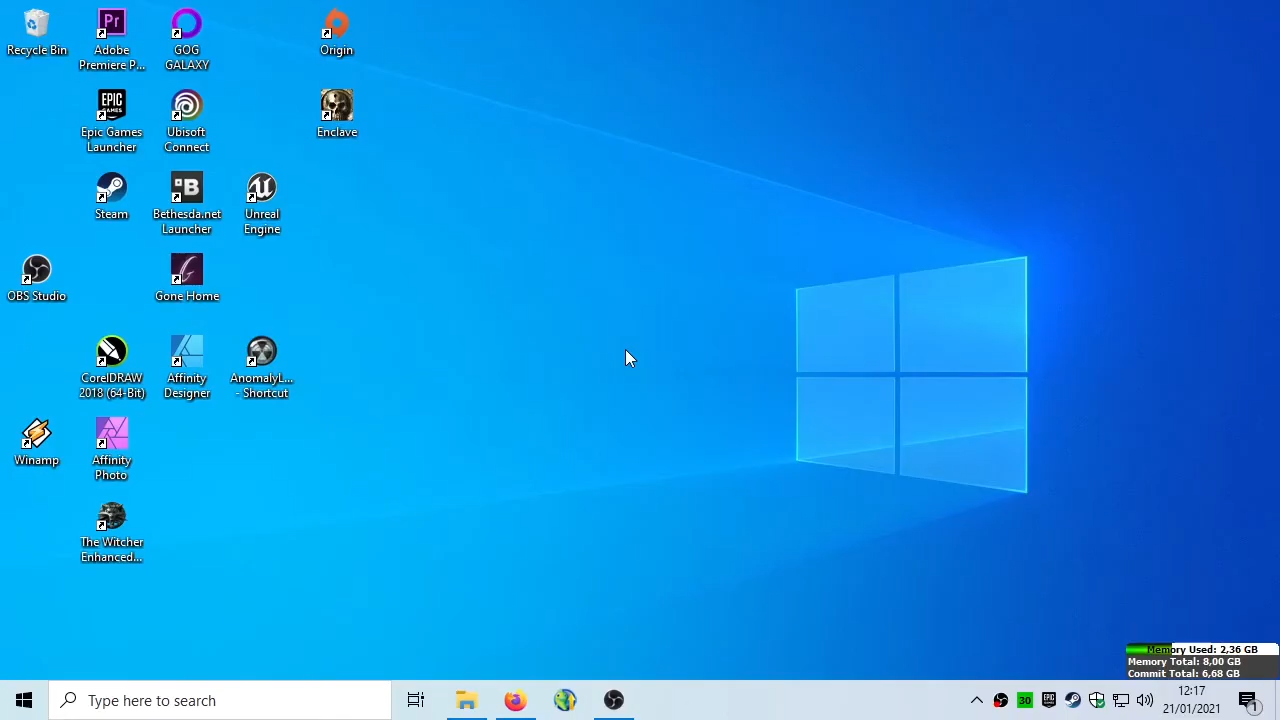 Recycle Bin
Adobe
Premiere P...
GOG
GALAXY
Origin
Epic Games
Launcher
Ubisoft
Connect
Enclave
Steam
Bethesda.net
Launcher
Unreal
Engine
OBS Studio
Gone Home
CorelDRAW
2018 (64-Bit)
Affinity
Designer
AnomalyL...
- Shortcut
Winamp
Affinity
Photo
The Witcher
Enhanced...
Memory Used: 2,36 GB
Memory Total: 8,00 GB
Commit Total: 6,68 GB
Type here to search
30
12:17
21/01/2021
1